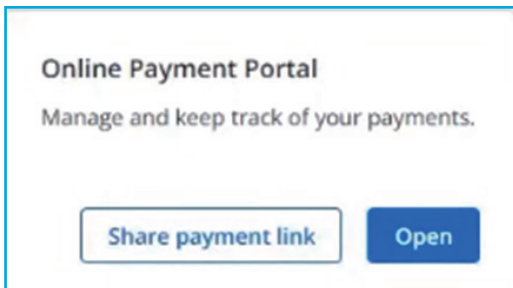 Online Payment Portal
Manage and keep track of your payments.
Share payment link
Open